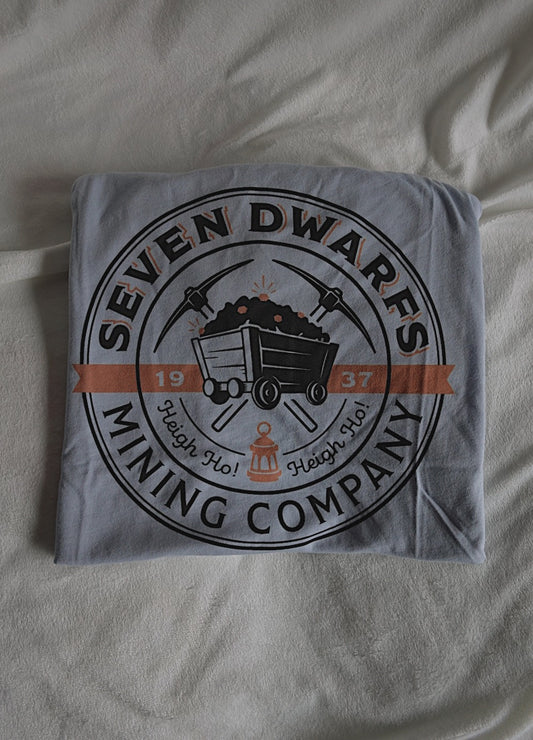 SEVEN DWARFS
19 37
Heigh Ho! Heigh Ho!
MINING COMPANY